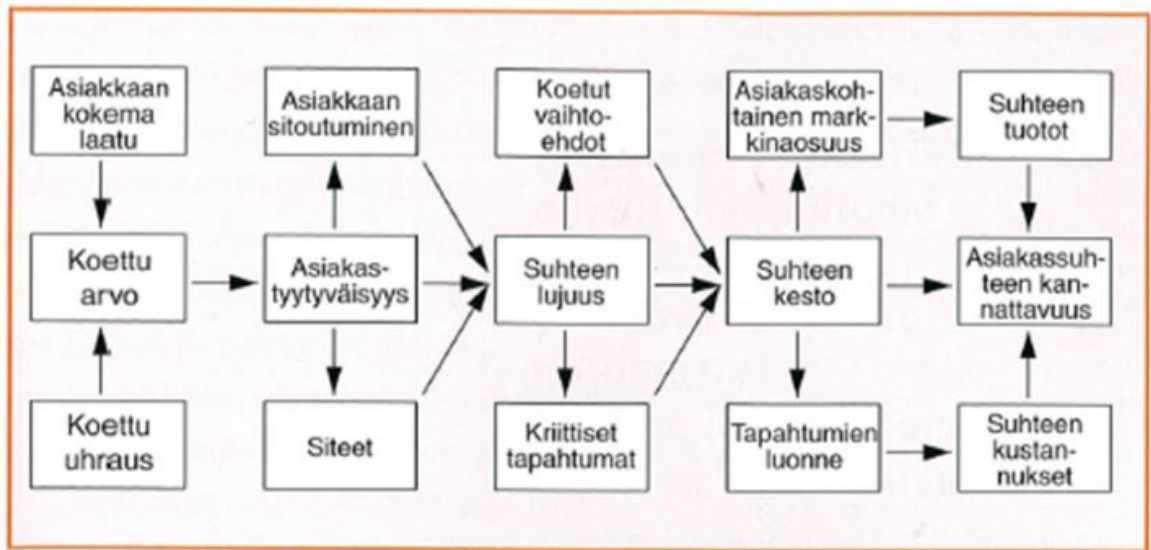 Asiakkaan
kokema
laatu
Asiakkaan
sitoutuminen
Koetut
vaihto-
ehdot
Asiakaskoh-
tainen mark-
kinaosuus
Suhteen
tuotot
Koettu
arvo
Asiakas-
tyytyväisyys
Suhteen
lujuus
Suhteen
kesto
Asiakassuh-
teen kan-
nattavuus
Koettu
uhraus
Siteet
Kriittiset
tapahtumat
Tapahtumien
luonne
Suhteen
kustan-
nukset